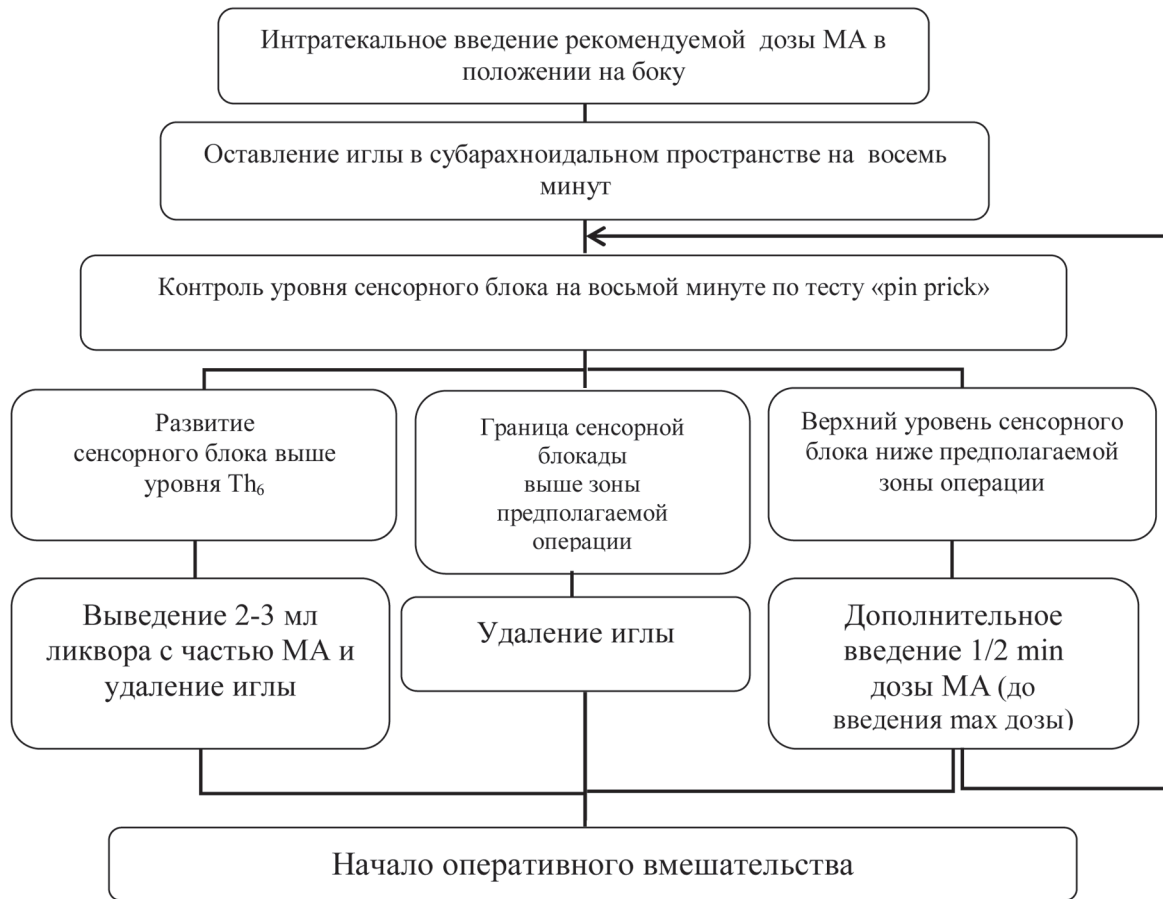 Интратекальное введение рекомендуемой дозы МА в
положении на боку
Оставление иглы в субарахноидальном пространстве на восемь
минут
Контроль уровня сенсорного блока на восьмой минуте по тесту «pin prick»
Развитие
сенсорного блока выше
уровня Th₆
Граница сенсорной
блокады
выше зоны
предполагаемой
операции
Верхний уровень сенсорного
блока ниже предполагаемой
зоны операции
Выведение 2-3 мл
ликвора с частью МА и
удаление иглы
Удаление иглы
Дополнительное
введение 1/2 min
дозы МА (до
введения max дозы)
Начало оперативного вмешательства